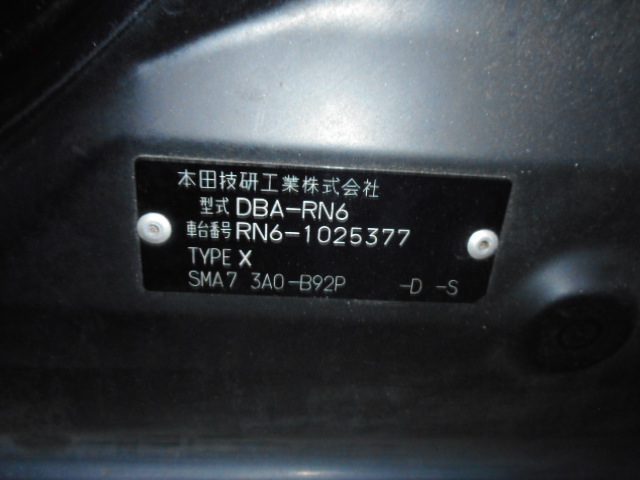 本田技研工業株式会社
型式 DBA-RN6
車台番号 RN6-1025377
TYPE X
SMA7 3A0-B92P -D -S